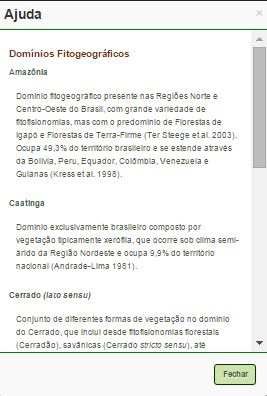 Ajuda
×
Domínios Fitogeográficos
Amazônia
Domínio fitogeográfico presente nas Regiões Norte e
Centro-Oeste do Brasil, com grande variedade de
fitofisionomias, mas com o predomínio de Florestas de
Igapó e Florestas de Terra-Firme (Ter Steege et al. 2003).
Ocupa 49,3% do território brasileiro e se estende através
da Bolívia, Peru, Equador, Colômbia, Venezuela e
Guianas (Kress et al. 1998).
Caatinga
Domínio exclusivamente brasileiro composto por
vegetação tipicamente xerófila, que ocorre sob clima semi-
árido da Região Nordeste e ocupa 9,9% do território
nacional (Andrade-Lima 1981).
Cerrado (lato sensu)
Conjunto de diferentes formas de vegetação no domínio
do Cerrado, que inclui desde fitofisionomias florestais
(Cerradão), savânicas (Cerrado stricto sensu), até
Fechar